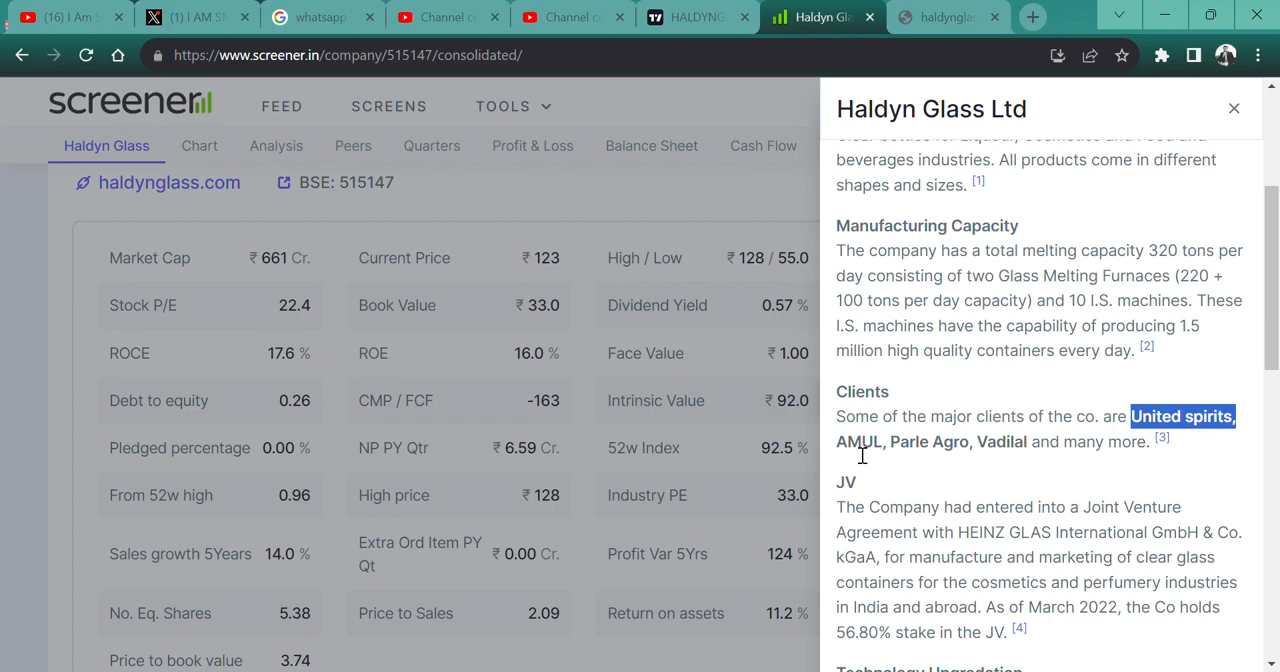 (16) I Am S
(1) I AM SM
whatsapp
Channel co
Channel co
HALDYNG
Haldyn Gla
haldynglas
https://www.screener.in/company/515147/consolidated/
screener
FEED
SCREENS
TOOLS
Haldyn Glass
Chart
Analysis
Peers
Quarters
Profit & Loss
Balance Sheet
Cash Flow
haldynglass.com
BSE: 515147
Market Cap ₹ 661 Cr.
Current Price ₹ 123
High / Low ₹ 128 / 55.0
Stock P/E 22.4
Book Value ₹ 33.0
Dividend Yield 0.57 %
ROCE 17.6 %
ROE 16.0 %
Face Value ₹ 1.00
Debt to equity 0.26
CMP / FCF -163
Intrinsic Value ₹ 92.0
Pledged percentage 0.00 %
NP PY Qtr ₹ 6.59 Cr.
52w Index 92.5 %
From 52w high 0.96
High price ₹ 128
Industry PE 33.0
Sales growth 5Years 14.0 %
Extra Ord Item PY
Qt ₹ 0.00 Cr.
Profit Var 5Yrs 124 %
No. Eq. Shares 5.38
Price to Sales 2.09
Return on assets 11.2 %
Price to book value 3.74
Haldyn Glass Ltd
Clear bottles for Liquor, Cosmetics and Food and
beverages industries. All products come in different
shapes and sizes. [1]
Manufacturing Capacity
The company has a total melting capacity 320 tons per
day consisting of two Glass Melting Furnaces (220 +
100 tons per day capacity) and 10 I.S. machines. These
I.S. machines have the capability of producing 1.5
million high quality containers every day. [2]
Clients
Some of the major clients of the co. are United spirits,
AMUL, Parle Agro, Vadilal and many more. [3]
JV
The Company had entered into a Joint Venture
Agreement with HEINZ GLAS International GmbH & Co.
kGaA, for manufacture and marketing of clear glass
containers for the cosmetics and perfumery industries
in India and abroad. As of March 2022, the Co holds
56.80% stake in the JV. [4]
Technology Upgradation